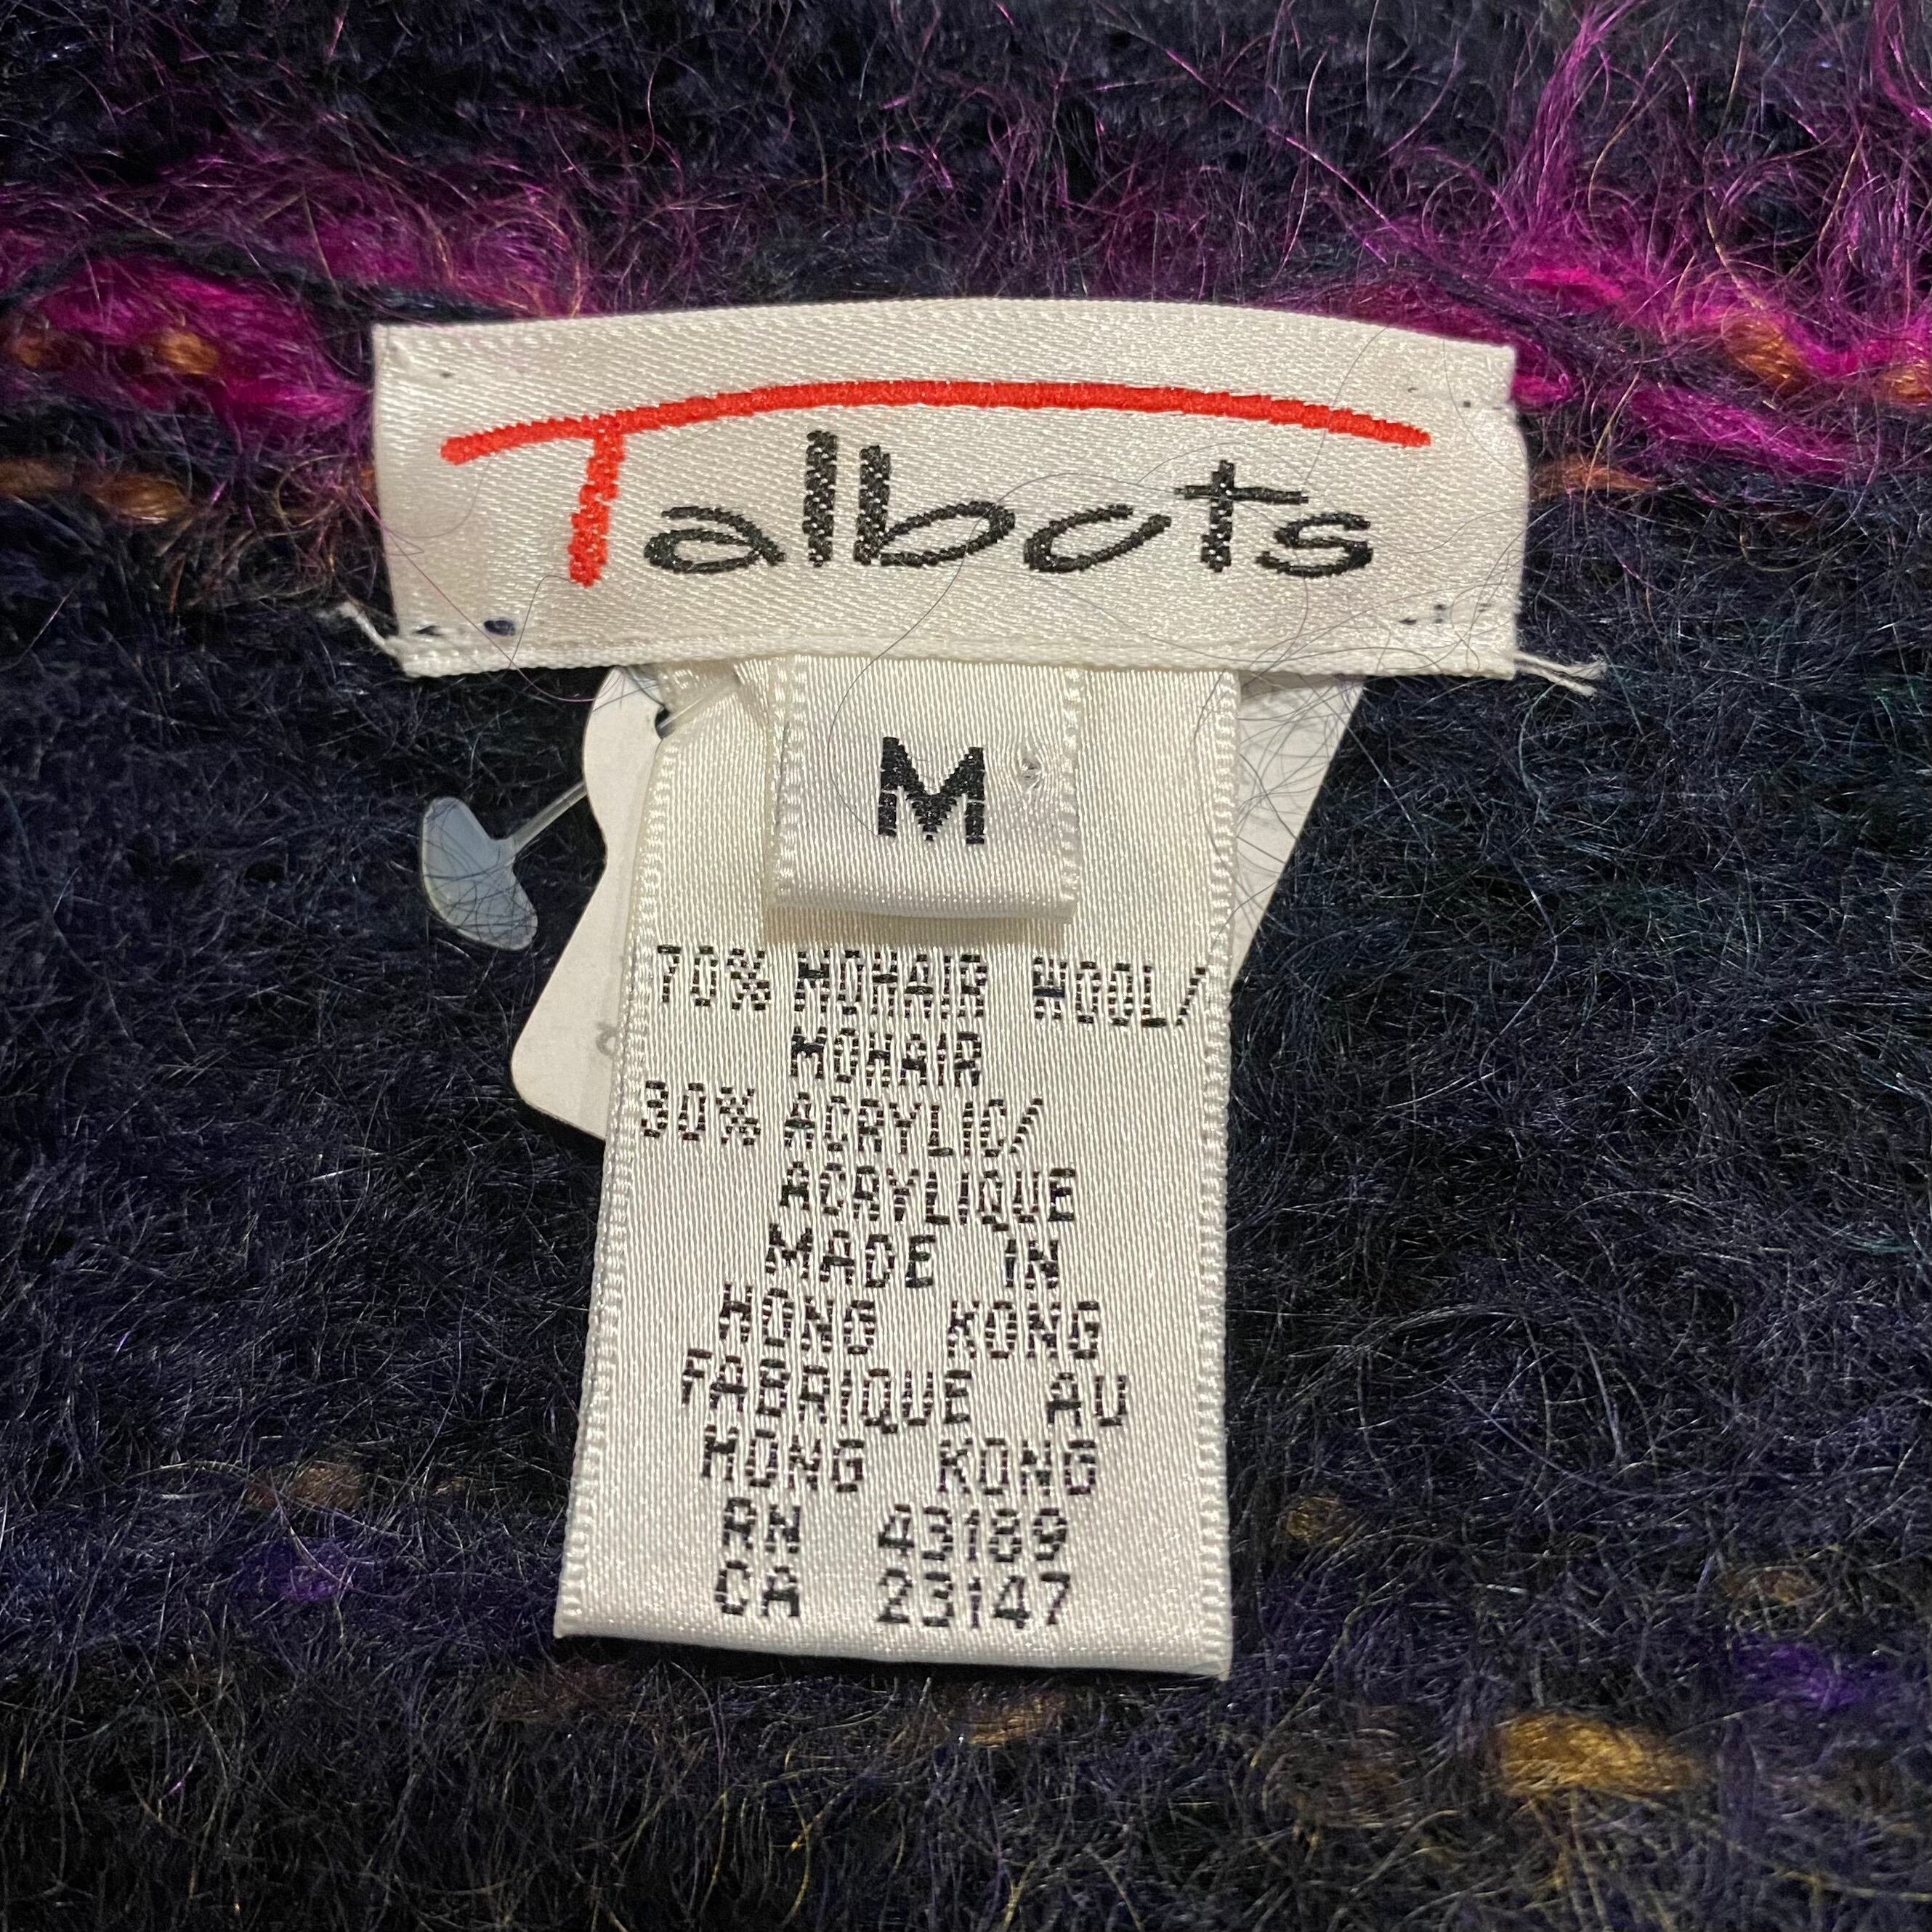 Talbots
M
70% MOHAIR WOOL/
MOHAIR
30% ACRYLIC/
ACRYLIQUE
MADE IN
HONG KONG
FABRIQUE AU
HONG KONG
RN 43189
CA 23147